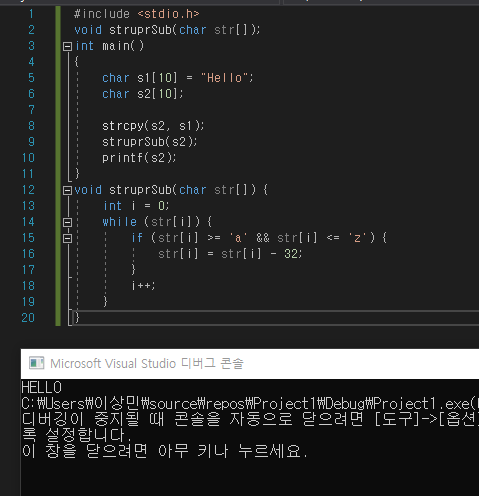 1 #include <stdio.h>
2 void struprSub(char str[]);
3 int main()
4 {
5 char s1[10] = "Hello";
6 char s2[10];
7
8 strcpy(s2, s1);
9 struprSub(s2);
10 printf(s2);
11 }
12 void struprSub(char str[]) {
13 int i = 0;
14 while (str[i]) {
15 if (str[i] >= 'a' && str[i] <= 'z') {
16 str[i] = str[i] - 32;
17 }
18 i++;
19 }
20 }
Microsoft Visual Studio 디버그 콘솔
HELLO
C:₩Users₩이상민₩source₩repos₩Project1₩Debug₩Project1.exe(
디버깅이 중지될 때 콘솔을 자동으로 닫으려면 [도구]->[옵션]
록 설정합니다.
이 창을 닫으려면 아무 키나 누르세요.